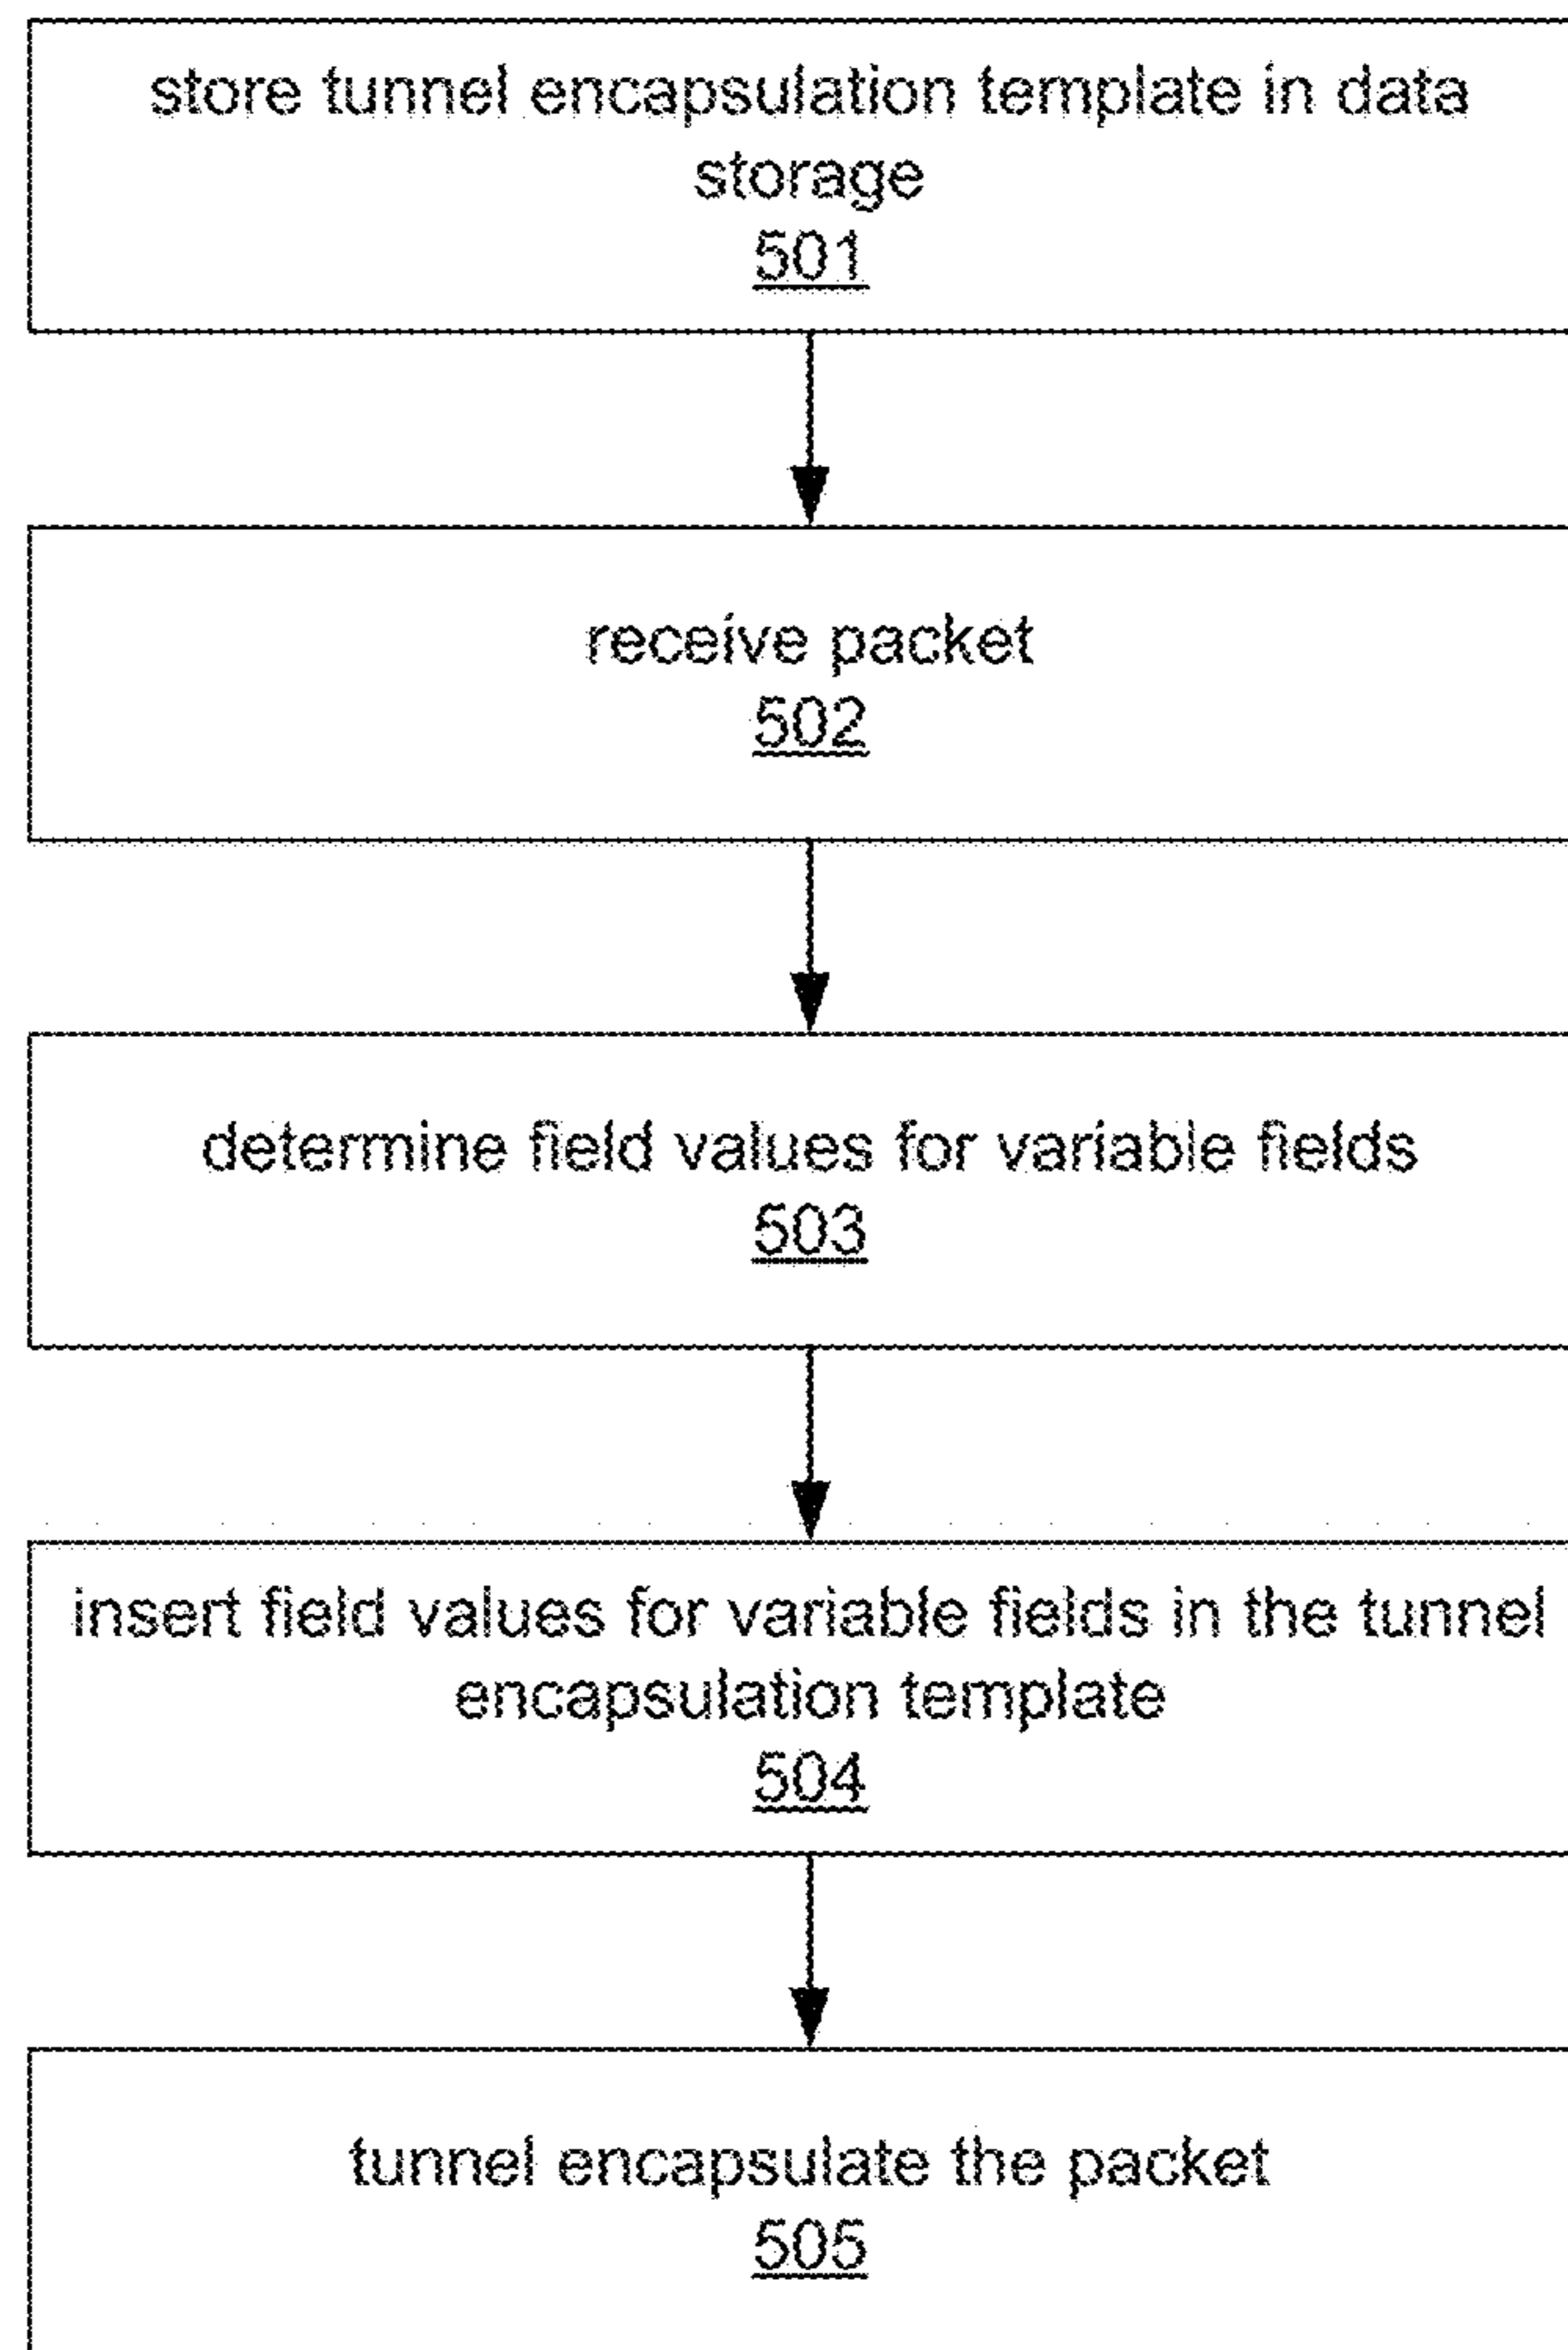 store tunnel encapsulation template in data
storage
501
receive packet
502
determine field values for variable fields
503
insert field values for variable fields in the tunnel
encapsulation template
504
tunnel encapsulate the packet
505